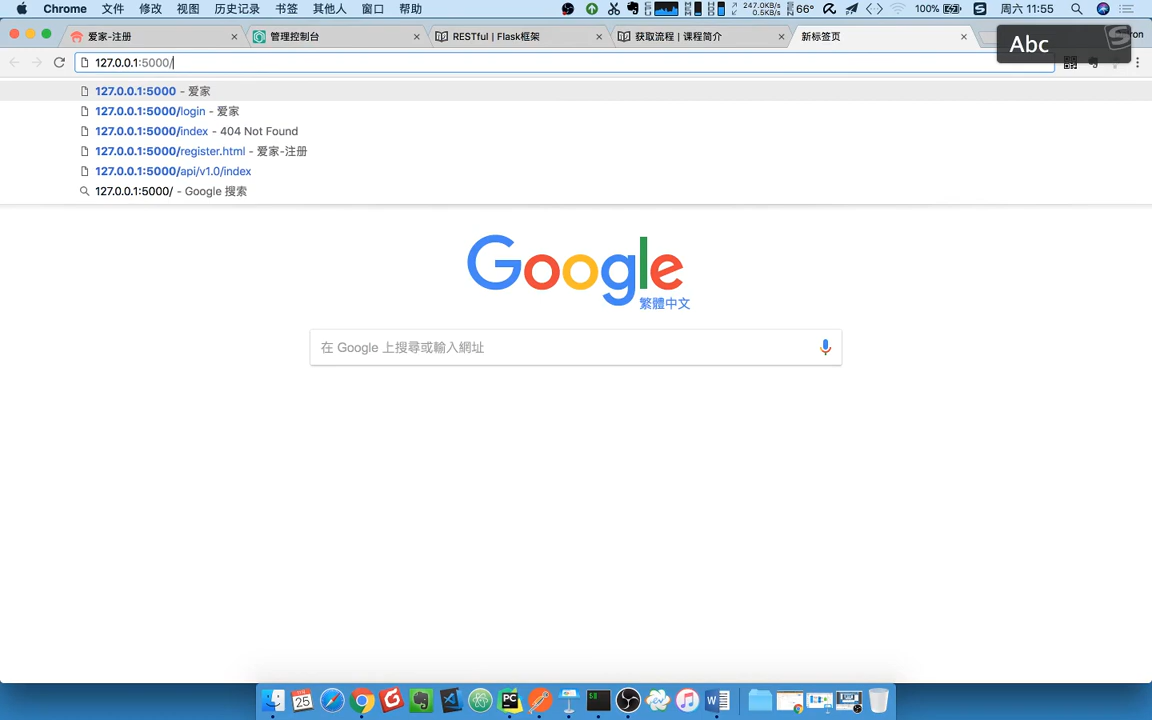 Chrome 文件 修改 视图 历史记录 书签 其他人 窗口 帮助 247.0KB/s 0.5KB/s 66° 100% 周六 11:55
爱家-注册 管理控制台 RESTful | Flask框架 获取流程 | 课程简介 新标签页
Abc
127.0.0.1:5000/
127.0.0.1:5000 - 爱家
127.0.0.1:5000/login - 爱家
127.0.0.1:5000/index - 404 Not Found
127.0.0.1:5000/register.html - 爱家-注册
127.0.0.1:5000/api/v1.0/index
127.0.0.1:5000/ - Google 搜索
Google
繁體中文
在 Google 上搜尋或輸入網址
25
PC